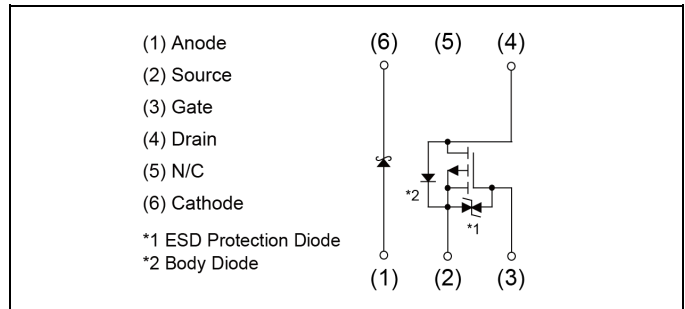 (1) Anode
(2) Source
(3) Gate
(4) Drain
(5) N/C
(6) Cathode
*1 ESD Protection Diode
*2 Body Diode
(6) (5) (4)
*2
*1
(1) (2) (3)